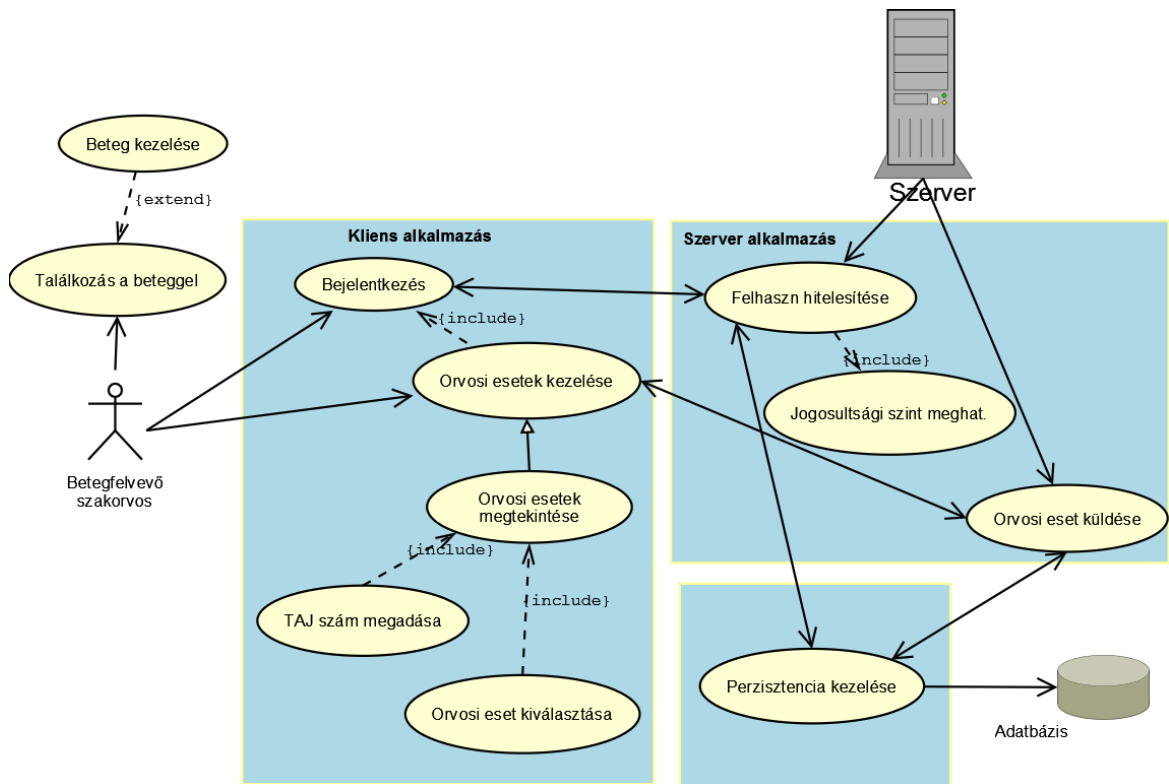 Szerver
Beteg kezelése
{extend}
Találkozás a beteggel
Betegfelvevő
szakorvos
Kliens alkalmazás
Bejelentkezés
{include}
Orvosi esetek kezelése
Orvosi esetek
megtekintése
{include}
{include}
TAJ szám megadása
Orvosi eset kiválasztása
Szerver alkalmazás
Felhaszn hitelesítése
{include}
Jogosultsági szint meghat.
Orvosi eset küldése
Perzisztencia kezelése
Adatbázis